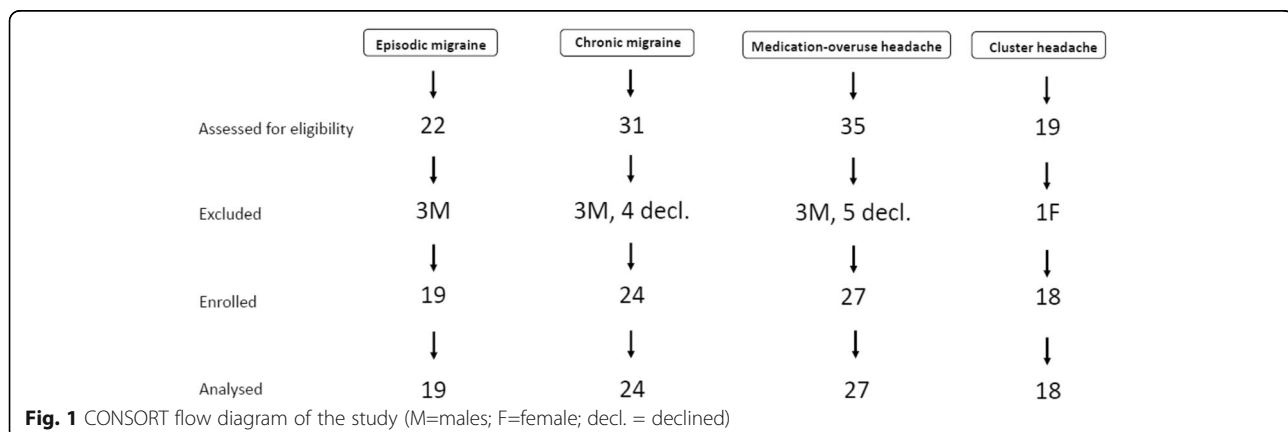 Episodic migraine Chronic migraine Medication-overuse headache Cluster headache
Assessed for eligibility 22 31 35 19
Excluded 3M 3M, 4 decl. 3M, 5 decl. 1F
Enrolled 19 24 27 18
Analysed 19 24 27 18
Fig. 1 CONSORT flow diagram of the study (M=males; F=female; decl. = declined)